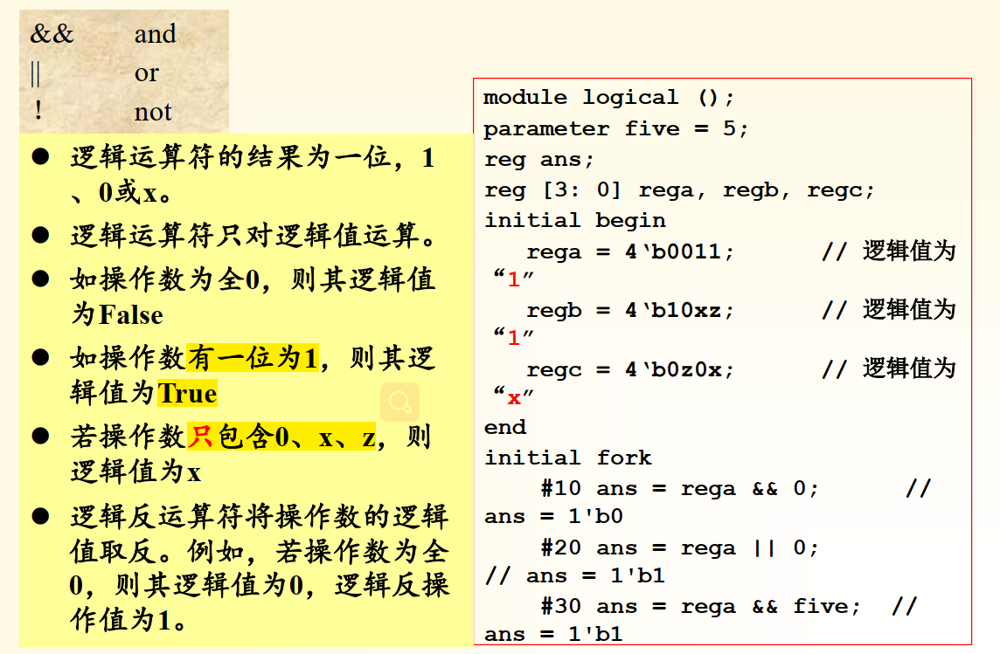 && and
|| or
! not
● 逻辑运算符的结果为一位，1
、0或x。
● 逻辑运算符只对逻辑值运算。
● 如操作数为全0，则其逻辑值
为False
● 如操作数有一位为1，则其逻
辑值为True
● 若操作数只包含0、x、z，则
逻辑值为x
● 逻辑反运算符将操作数的逻辑
值取反。例如，若操作数为全
0，则其逻辑值为0，逻辑反操
作值为1。
module logical ();
parameter five = 5;
reg ans;
reg [3: 0] rega, regb, regc;
initial begin
rega = 4‵b0011; // 逻辑值为
“1”
regb = 4‵b10xz; // 逻辑值为
“1”
regc = 4‵b0z0x; // 逻辑值为
“x”
end
initial fork
#10 ans = rega && 0; //
ans = 1'b0
#20 ans = rega || 0;
// ans = 1'b1
#30 ans = rega && five; //
ans = 1'b1